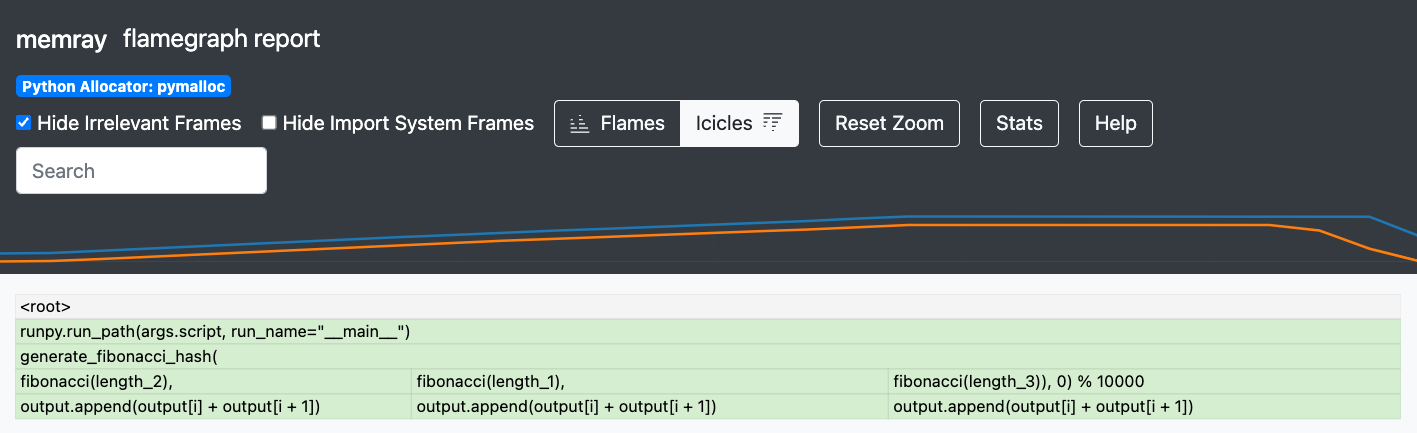 memray flamegraph report
Python Allocator: pymalloc
Hide Irrelevant Frames Hide Import System Frames Flames Icicles Reset Zoom Stats Help
Search
<root>
runpy.run_path(args.script, run_name="__main__")
generate_fibonacci_hash(
fibonacci(length_2), fibonacci(length_1), fibonacci(length_3)), 0) % 10000
output.append(output[i] + output[i + 1]) output.append(output[i] + output[i + 1]) output.append(output[i] + output[i + 1])